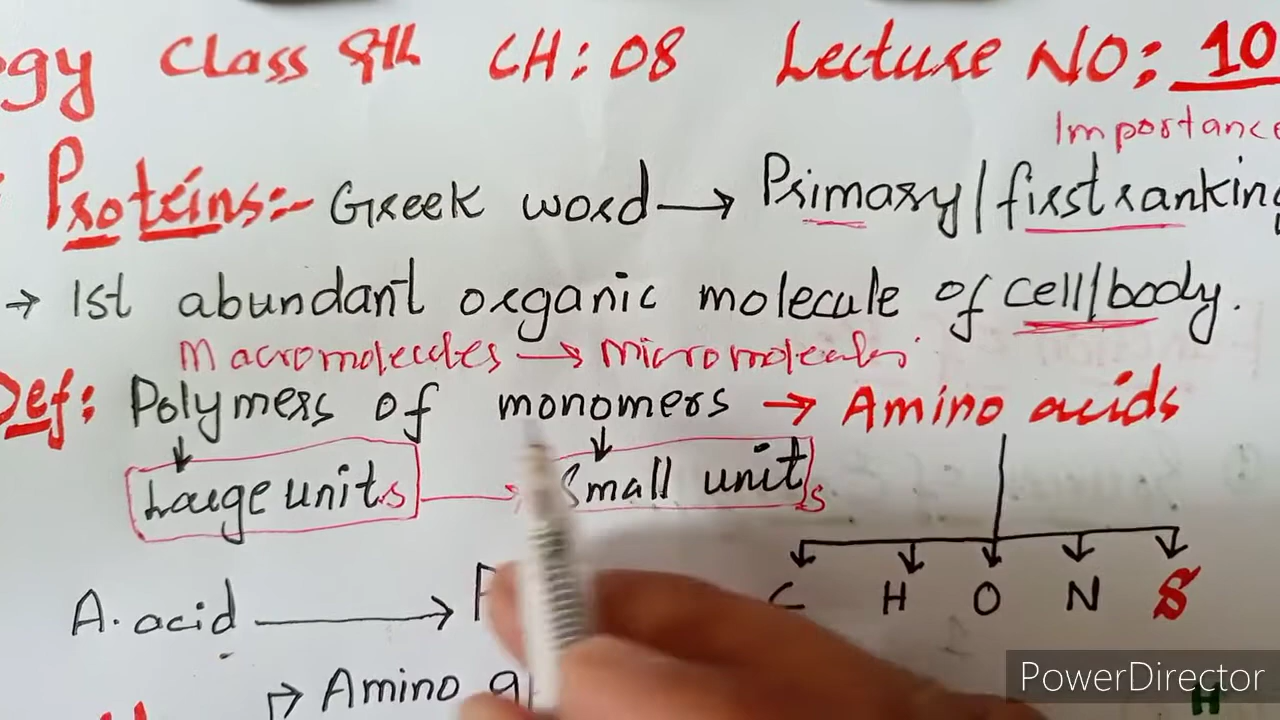 ogy Class 9th CH: 08 Lecture NO: 10
Importance
Proteins:- Greek word → Primary/first ranking
→ 1st abundant organic molecule of cell/body.
Macromolecules → Micromolecules
Def: Polymers of monomers → Amino acids
Large units → Small units
C H O N S
A. acid →
→ Amino
H
PowerDirector